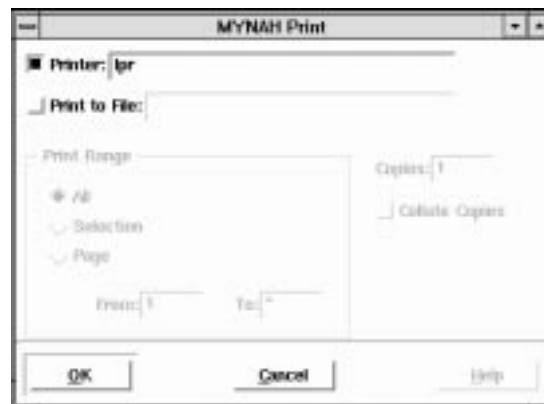 MYNAH Print
Printer: lpr
Print to File:
Print Range
All
Selection
Page
From: 1 To: *
Copies: 1
Collate Copies
OK Cancel Help